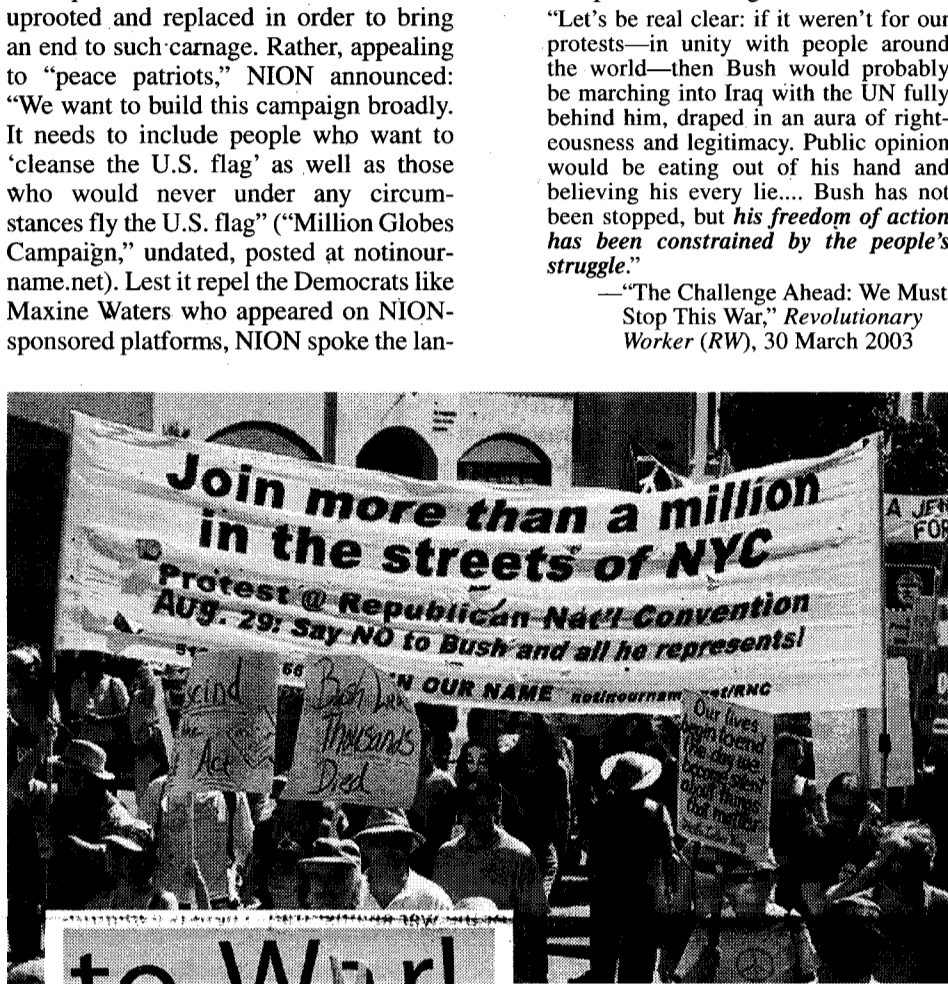 uprooted and replaced in order to bring
an end to such carnage. Rather, appealing
to “peace patriots,” NION announced:
“We want to build this campaign broadly.
It needs to include people who want to
‘cleanse the U.S. flag’ as well as those
who would never under any circum-
stances fly the U.S. flag” (“Million Globes
Campaign,” undated, posted at notinour-
name.net). Lest it repel the Democrats like
Maxine Waters who appeared on NION-
sponsored platforms, NION spoke the lan-
“Let’s be real clear: if it weren’t for our
protests—in unity with people around
the world—then Bush would probably
be marching into Iraq with the UN fully
behind him, draped in an aura of right-
eousness and legitimacy. Public opinion
would be eating out of his hand and
believing his every lie.... Bush has not
been stopped, but his freedom of action
has been constrained by the people’s
struggle.”
—“The Challenge Ahead: We Must
Stop This War,” Revolutionary
Worker (RW), 30 March 2003
Join more than a million
in the streets of NYC
Protest @ Republican Nat'l Convention
Aug. 29: Say NO to Bush and all he represents!
66
N OUR NAME
/RNC
A JE
FO
Act
Bush
Thousands
Died
Our lives
begin to end
the day we
become silent
about things
that matter
to War!